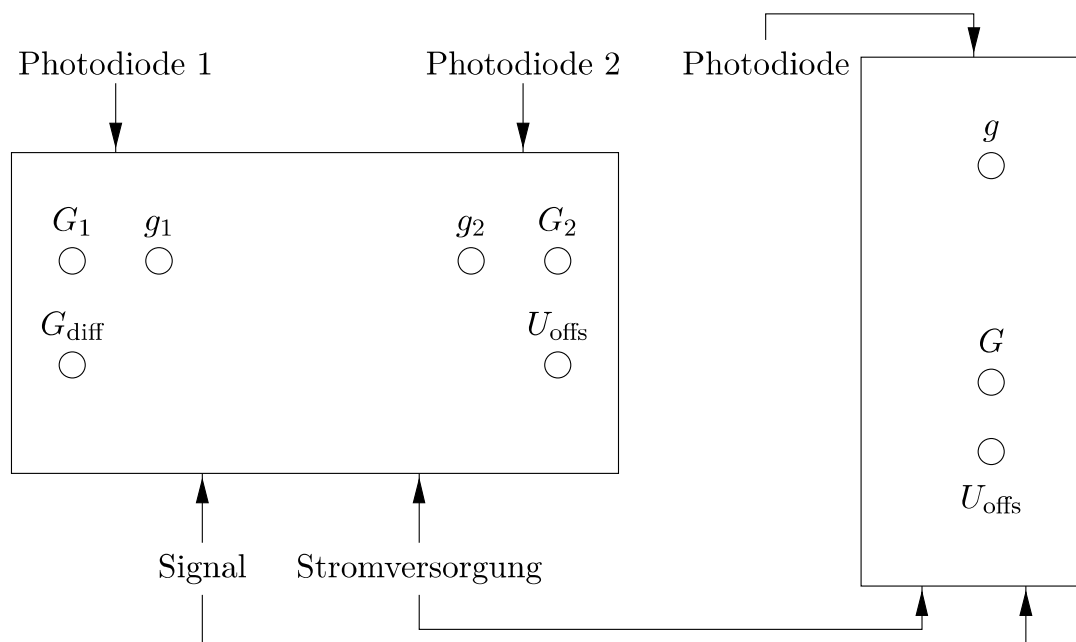 Photodiode 1
Photodiode 2
Photodiode
g
G₁
g₁
g₂
G₂
G_diff
U_offs
G
U_offs
Signal
Stromversorgung